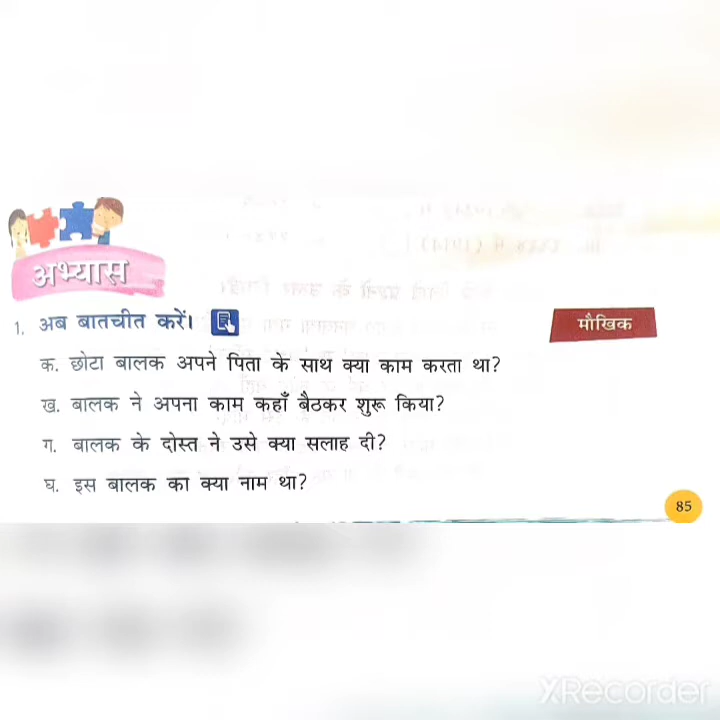 अभ्यास
1. अब बातचीत करें।
मौखिक
क. छोटा बालक अपने पिता के साथ क्या काम करता था?
ख. बालक ने अपना काम कहाँ बैठकर शुरू किया?
ग. बालक के दोस्त ने उसे क्या सलाह दी?
घ. इस बालक का क्या नाम था?
85
XRecorder